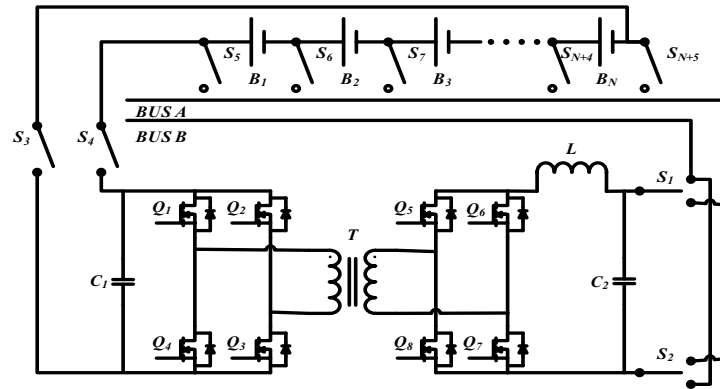 S5 S6 S7 SN+4 SN+5
B1 B2 B3 BN
BUS A
S3 S4 BUS B
L
S1
Q1 Q2 Q5 Q6
T
C1 C2
Q4 Q3 Q8 Q7 S2